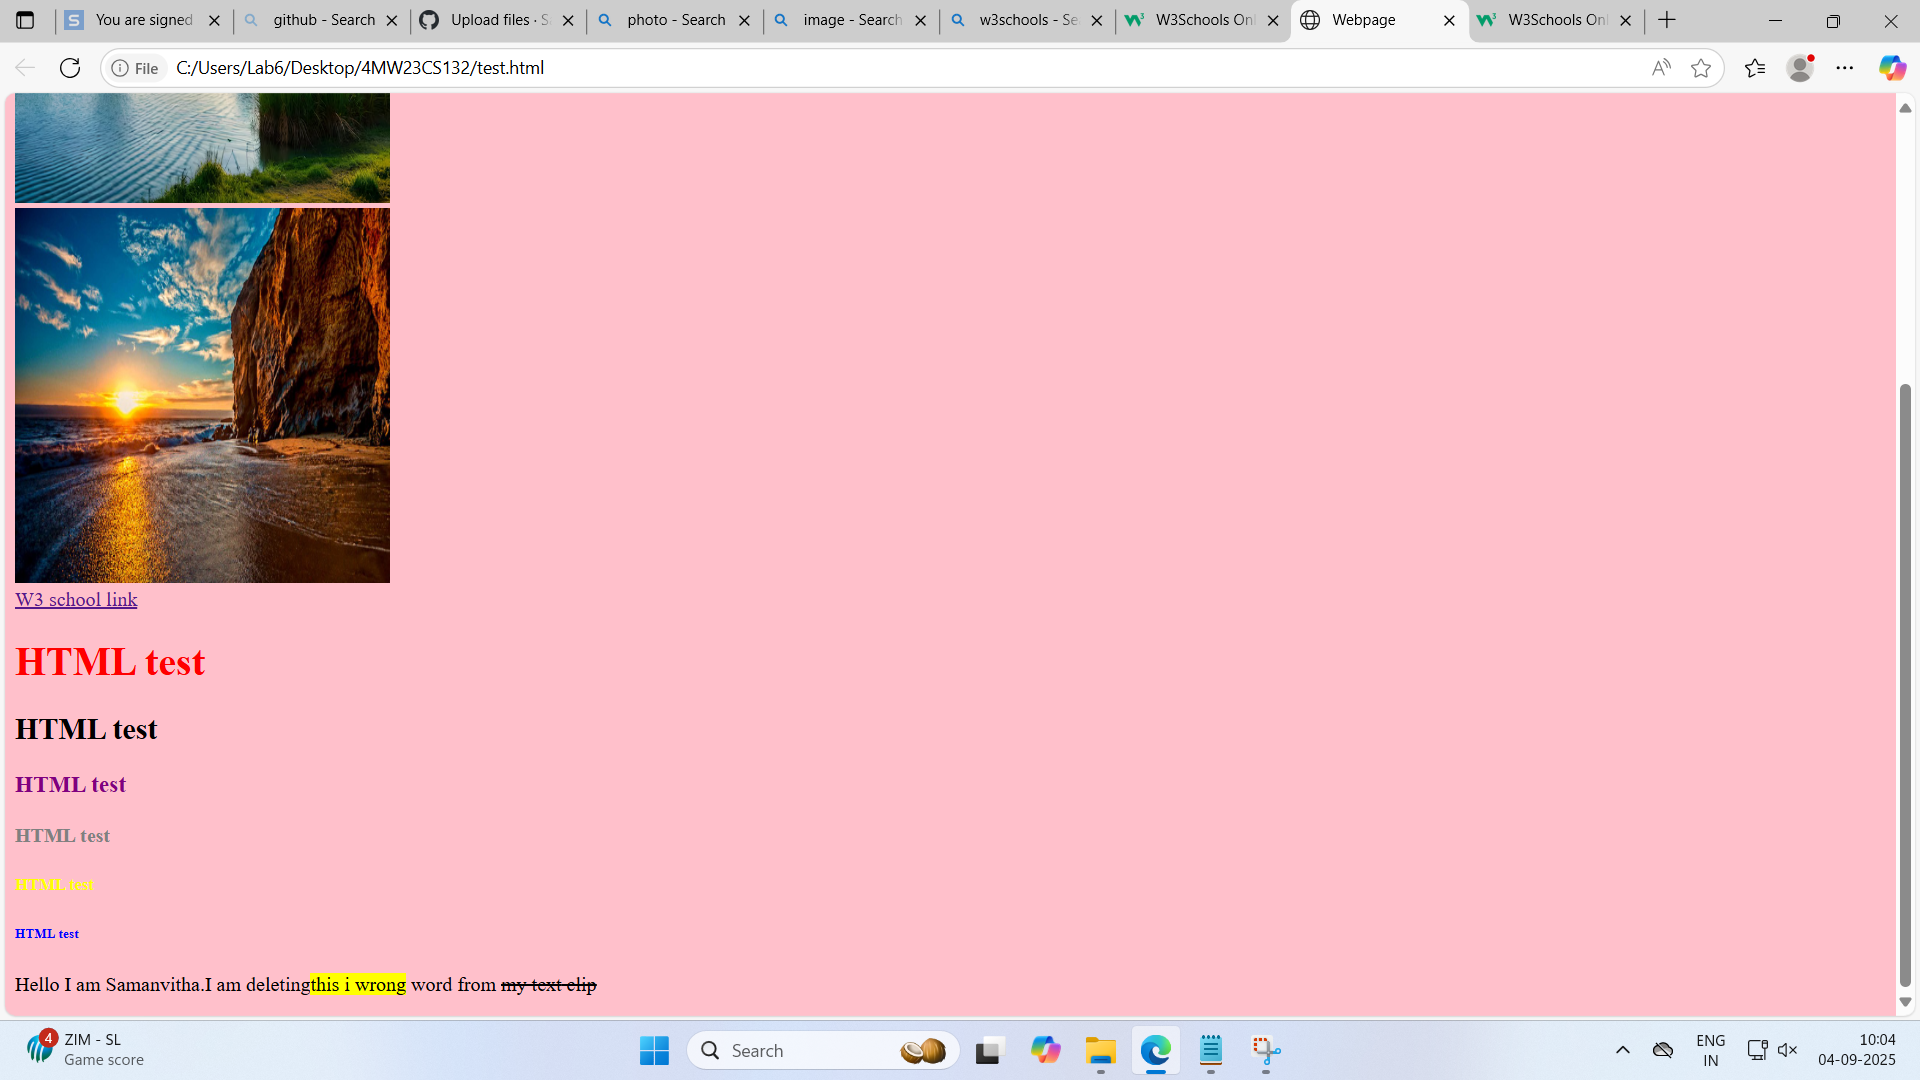 You are signed
github - Search
Upload files · S
photo - Search
image - Search
w3schools - Se
W3Schools Onl
Webpage
W3Schools Onl
File
C:/Users/Lab6/Desktop/4MW23CS132/test.html
W3 school link
HTML test
HTML test
HTML test
HTML test
HTML test
HTML test
Hello I am Samanvitha.I am deletingthis i wrong word from my text clip
4
ZIM - SL
Game score
Search
ENG
IN
10:04
04-09-2025